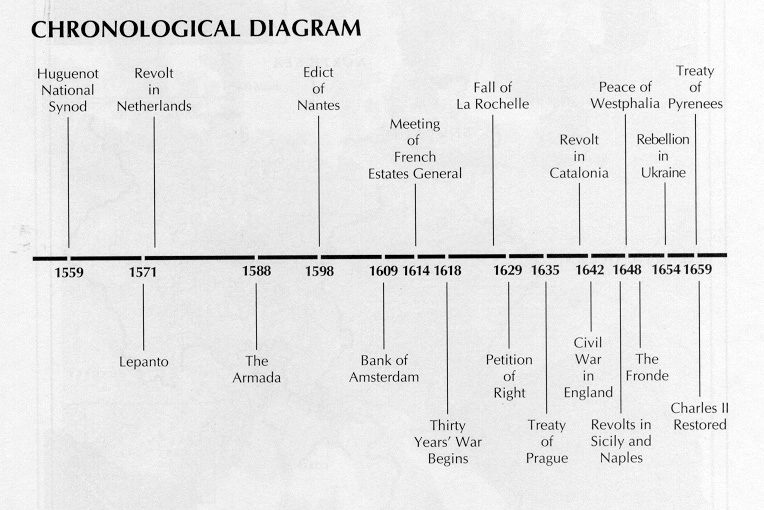 CHRONOLOGICAL DIAGRAM
Huguenot
National
Synod
Revolt
in
Netherlands
Edict
of
Nantes
Meeting
of
French
Estates General
Fall of
La Rochelle
Revolt
in
Catalonia
Peace of
Westphalia
Rebellion
in
Ukraine
Treaty
of
Pyrenees
1559 1571 1588 1598 1609 1614 1618 1629 1635 1642 1648 1654 1659
Lepanto
The
Armada
Bank of
Amsterdam
Thirty
Years' War
Begins
Petition
of
Right
Treaty
of
Prague
Civil
War
in
England
Revolts in
Sicily and
Naples
The
Fronde
Charles II
Restored